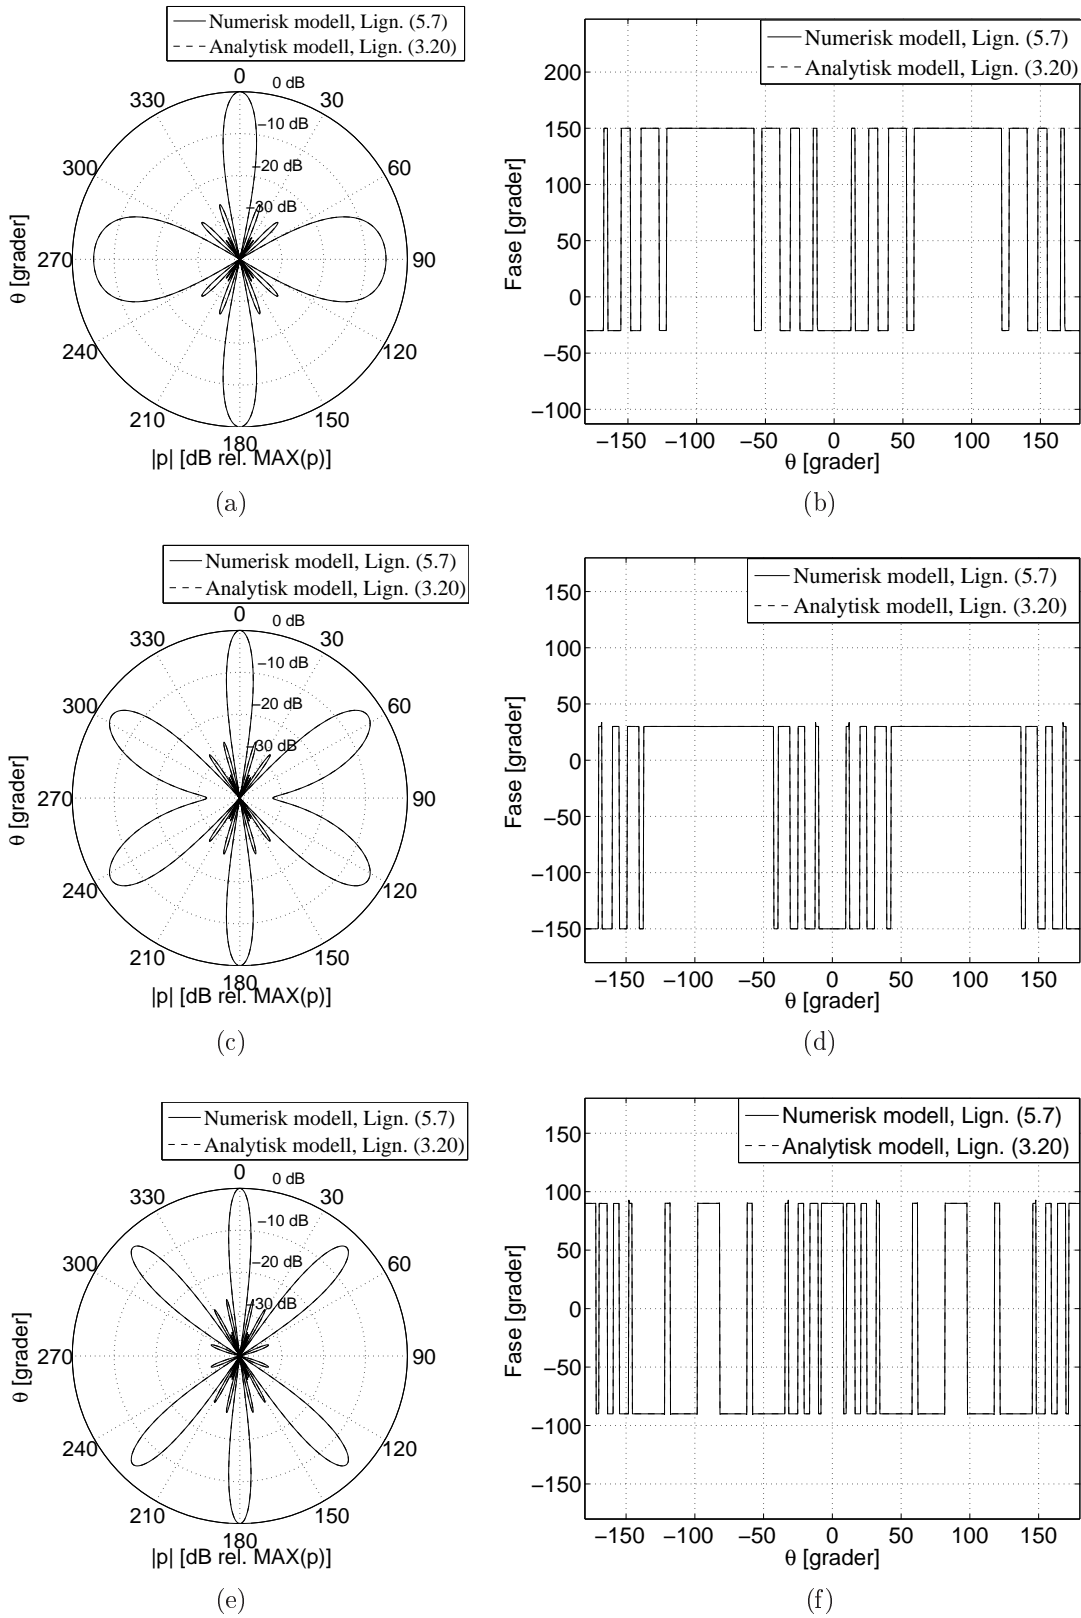 Numerisk modell, Lign. (5.7)
Analytisk modell, Lign. (3.20)
0
0 dB
330
30
−10 dB
300
60
−20 dB
−30 dB
θ [grader]
270
90
240
120
210
150
180
|p| [dB rel. MAX(p)]
(a)
Numerisk modell, Lign. (5.7)
Analytisk modell, Lign. (3.20)
200
150
100
50
0
−50
−100
Fase [grader]
−150 −100 −50 0 50 100 150
θ [grader]
(b)
Numerisk modell, Lign. (5.7)
Analytisk modell, Lign. (3.20)
0
0 dB
330
30
−10 dB
300
60
−20 dB
−30 dB
θ [grader]
270
90
240
120
210
150
180
|p| [dB rel. MAX(p)]
(c)
Numerisk modell, Lign. (5.7)
Analytisk modell, Lign. (3.20)
150
100
50
0
−50
−100
−150
Fase [grader]
−150 −100 −50 0 50 100 150
θ [grader]
(d)
Numerisk modell, Lign. (5.7)
Analytisk modell, Lign. (3.20)
0
0 dB
330
30
−10 dB
300
60
−20 dB
−30 dB
θ [grader]
270
90
240
120
210
150
180
|p| [dB rel. MAX(p)]
(e)
Numerisk modell, Lign. (5.7)
Analytisk modell, Lign. (3.20)
150
100
50
0
−50
−100
−150
Fase [grader]
−150 −100 −50 0 50 100 150
θ [grader]
(f)